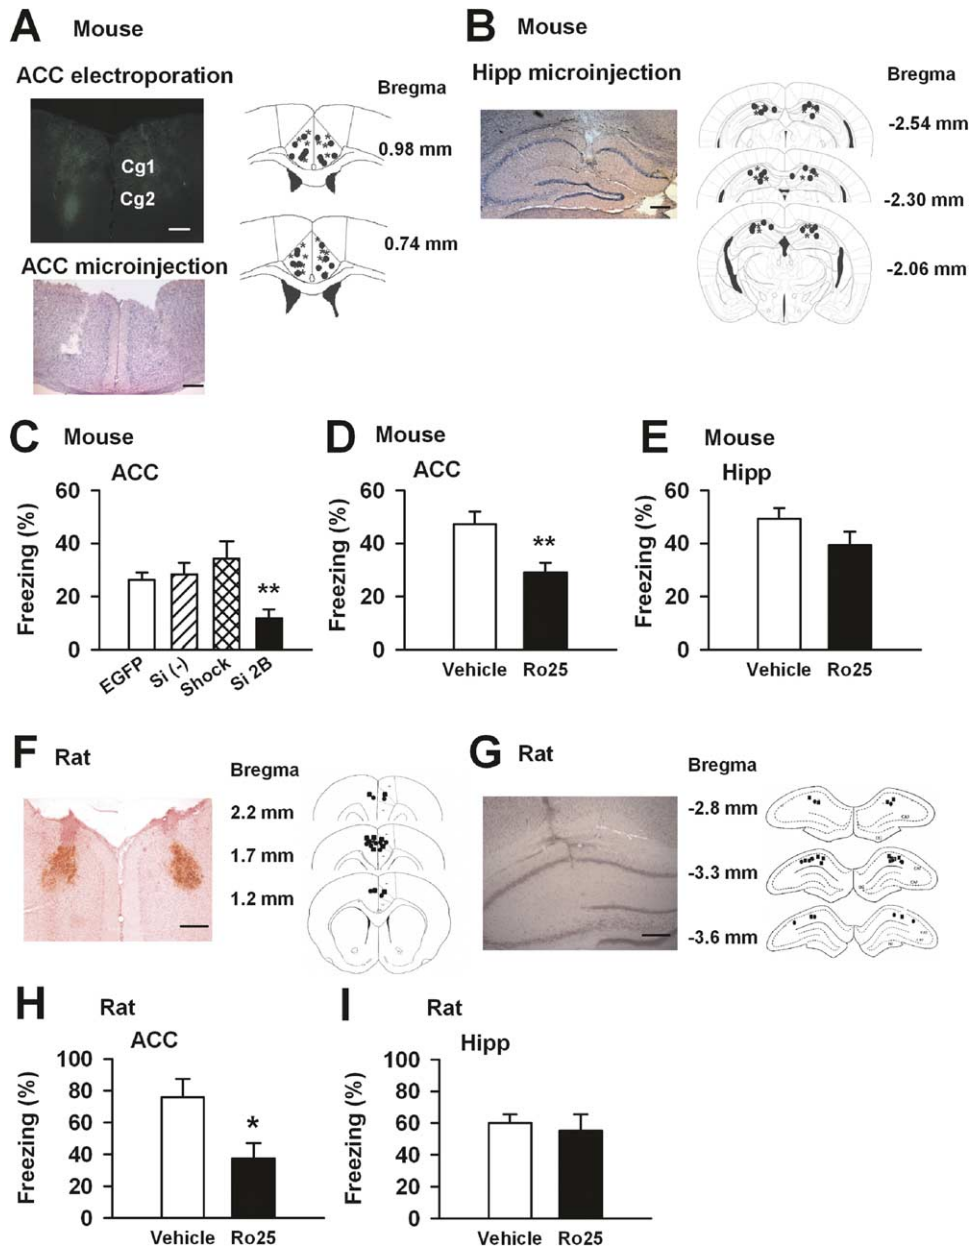 A Mouse
ACC electroporation
Bregma
Cg1
Cg2
0.98 mm
0.74 mm
ACC microinjection
B Mouse
Hipp microinjection
Bregma
-2.54 mm
-2.30 mm
-2.06 mm
C Mouse
ACC
Freezing (%)
60
40
20
0
**
EGFP Si (-) Shock Si 2B
D Mouse
ACC
Freezing (%)
60
40
20
0
**
Vehicle Ro25
E Mouse
Hipp
Freezing (%)
60
40
20
0
Vehicle Ro25
F Rat
Bregma
2.2 mm
1.7 mm
1.2 mm
G Rat
Bregma
-2.8 mm
-3.3 mm
-3.6 mm
H Rat
ACC
Freezing (%)
100
80
60
40
20
0
*
Vehicle Ro25
I Rat
Hipp
Freezing (%)
100
80
60
40
20
0
Vehicle Ro25